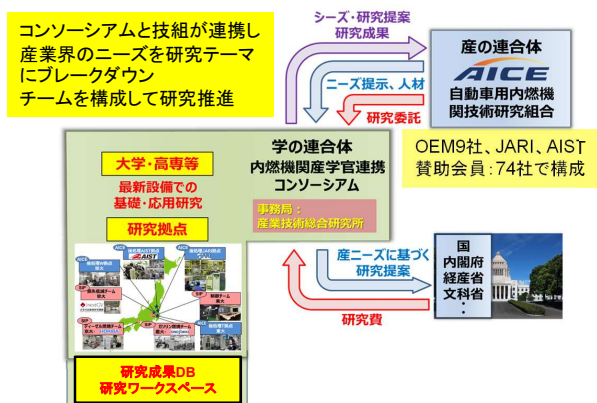 コンソーシアムと技組が連携し
産業界のニーズを研究テーマ
にブレークダウン
チームを構成して研究推進
シーズ・研究提案
研究成果
ニーズ提示、人材
研究委託
産の連合体
AICE
自動車用内燃機
関技術研究組合
OEM9社、JARI、AIST
賛助会員:74社で構成
学の連合体
内燃機関産学官連携
コンソーシアム
事務局:
産業技術総合研究所
大学・高専等
最新設備での
基礎・応用研究
研究拠点
AICE
AIST
SIP
産ニーズに基づく
研究提案
研究費
国
内閣府
経産省
文科省
研究成果DB
研究ワークスペース